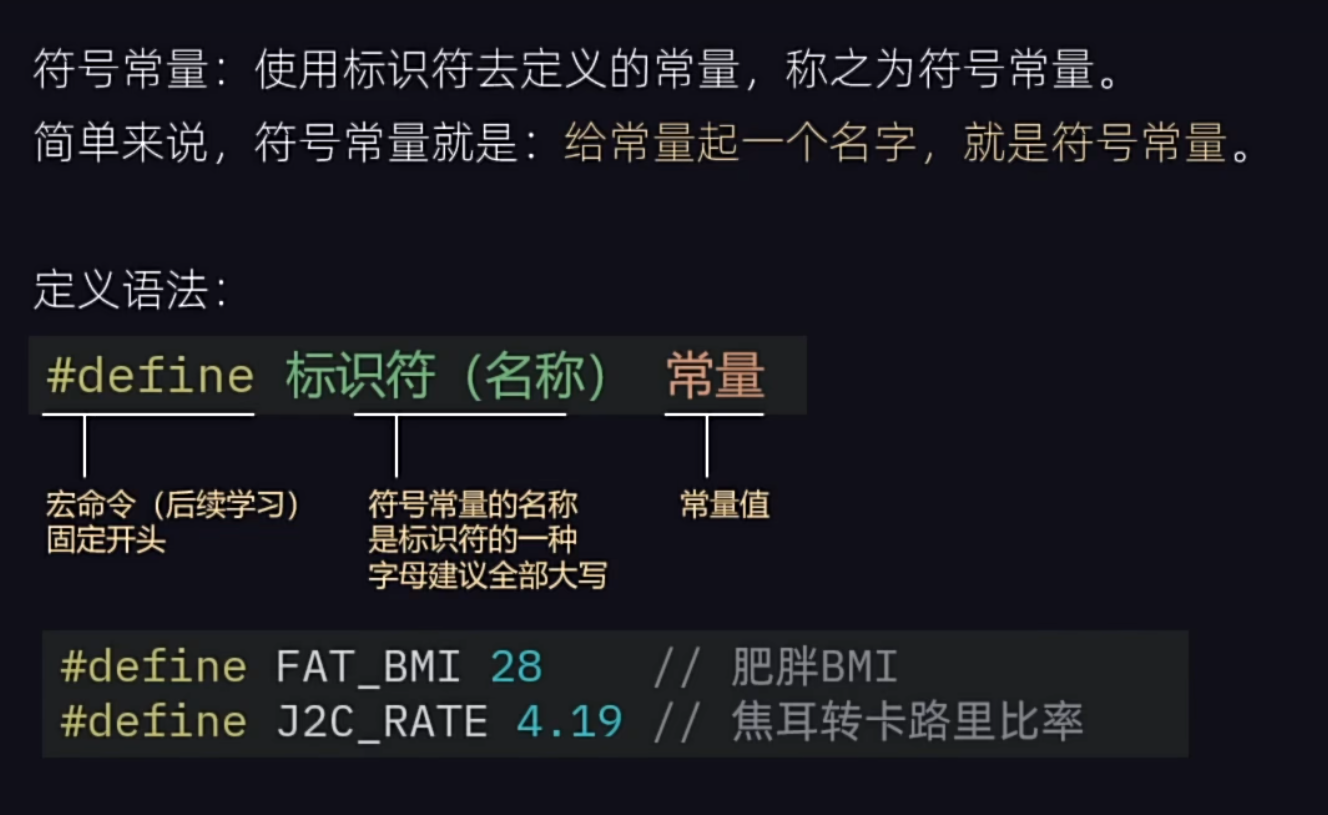 符号常量：使用标识符去定义的常量，称之为符号常量。
简单来说，符号常量就是：给常量起一个名字，就是符号常量。
定义语法：
#define 标识符（名称） 常量
宏命令（后续学习）
固定开头
符号常量的名称
是标识符的一种
字母建议全部大写
常量值
#define FAT_BMI 28 // 肥胖BMI
#define J2C_RATE 4.19 // 焦耳转卡路里比率